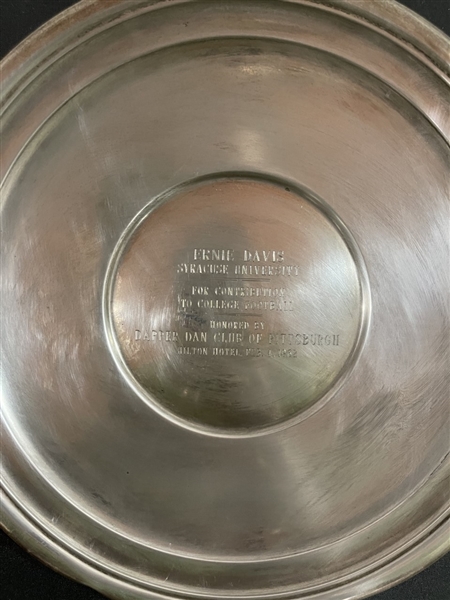 ERNIE DAVIS
SYRACUSE UNIVERSITY
FOR CONTRIBUTION
TO COLLEGE FOOTBALL
HONORED BY
DAPPER DAN CLUB OF PITTSBURGH
HILTON HOTEL, FEB